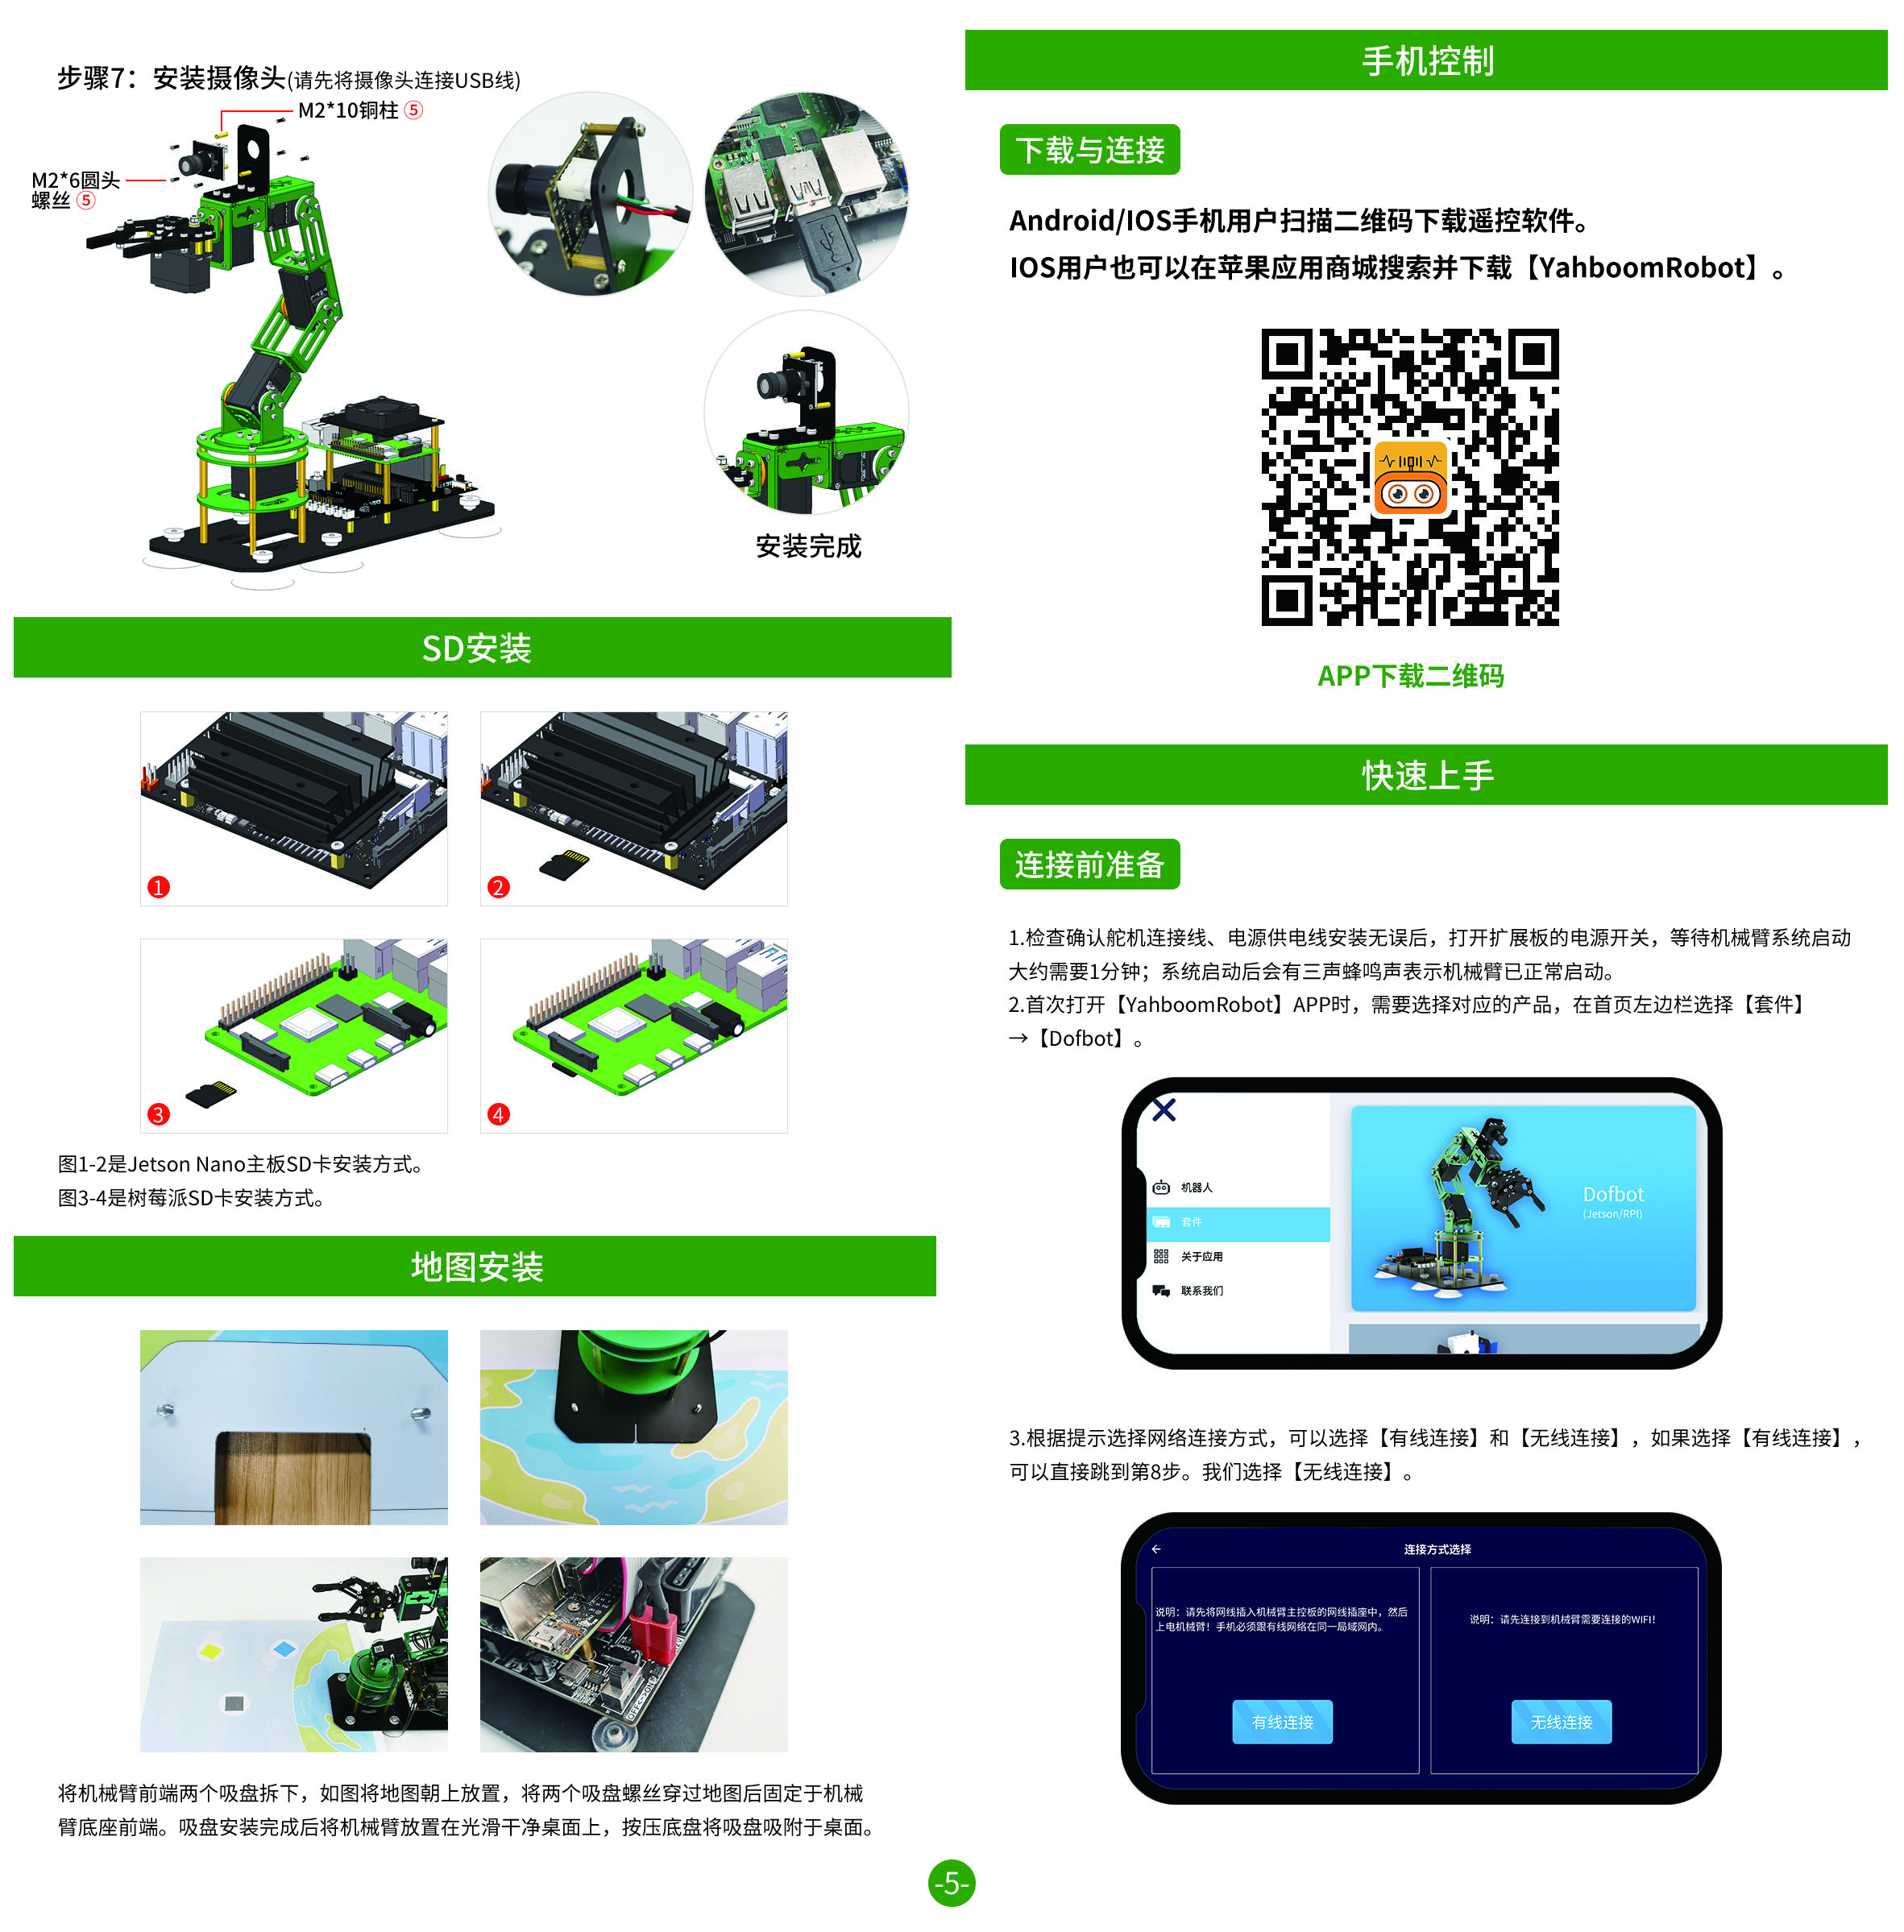 步骤7：安装摄像头(请先将摄像头连接USB线)
M2*10铜柱 ⑤
M2*6圆头
螺丝 ⑤
安装完成
SD安装
1
2
3
4
图1-2是Jetson Nano主板SD卡安装方式。
图3-4是树莓派SD卡安装方式。
地图安装
OFF<->ON
将机械臂前端两个吸盘拆下，如图将地图朝上放置，将两个吸盘螺丝穿过地图后固定于机械
臂底座前端。吸盘安装完成后将机械臂放置在光滑干净桌面上，按压底盘将吸盘吸附于桌面。
手机控制
下载与连接
Android/IOS手机用户扫描二维码下载遥控软件。
IOS用户也可以在苹果应用商城搜索并下载【YahboomRobot】。
APP下载二维码
快速上手
连接前准备
1.检查确认舵机连接线、电源供电线安装无误后，打开扩展板的电源开关，等待机械臂系统启动
大约需要1分钟；系统启动后会有三声蜂鸣声表示机械臂已正常启动。
2.首次打开【YahboomRobot】APP时，需要选择对应的产品，在首页左边栏选择【套件】
→【Dofbot】。
机器人
套件
关于应用
联系我们
Dofbot
(Jetson/RPI)
3.根据提示选择网络连接方式，可以选择【有线连接】和【无线连接】，如果选择【有线连接】，
可以直接跳到第8步。我们选择【无线连接】。
连接方式选择
说明：请先将网线插入机械臂主控板的网线插座中，然后
上电机械臂！手机必须跟有线网络在同一局域网内。
有线连接
说明：请先连接到机械臂需要连接的WIFI！
无线连接
-5-